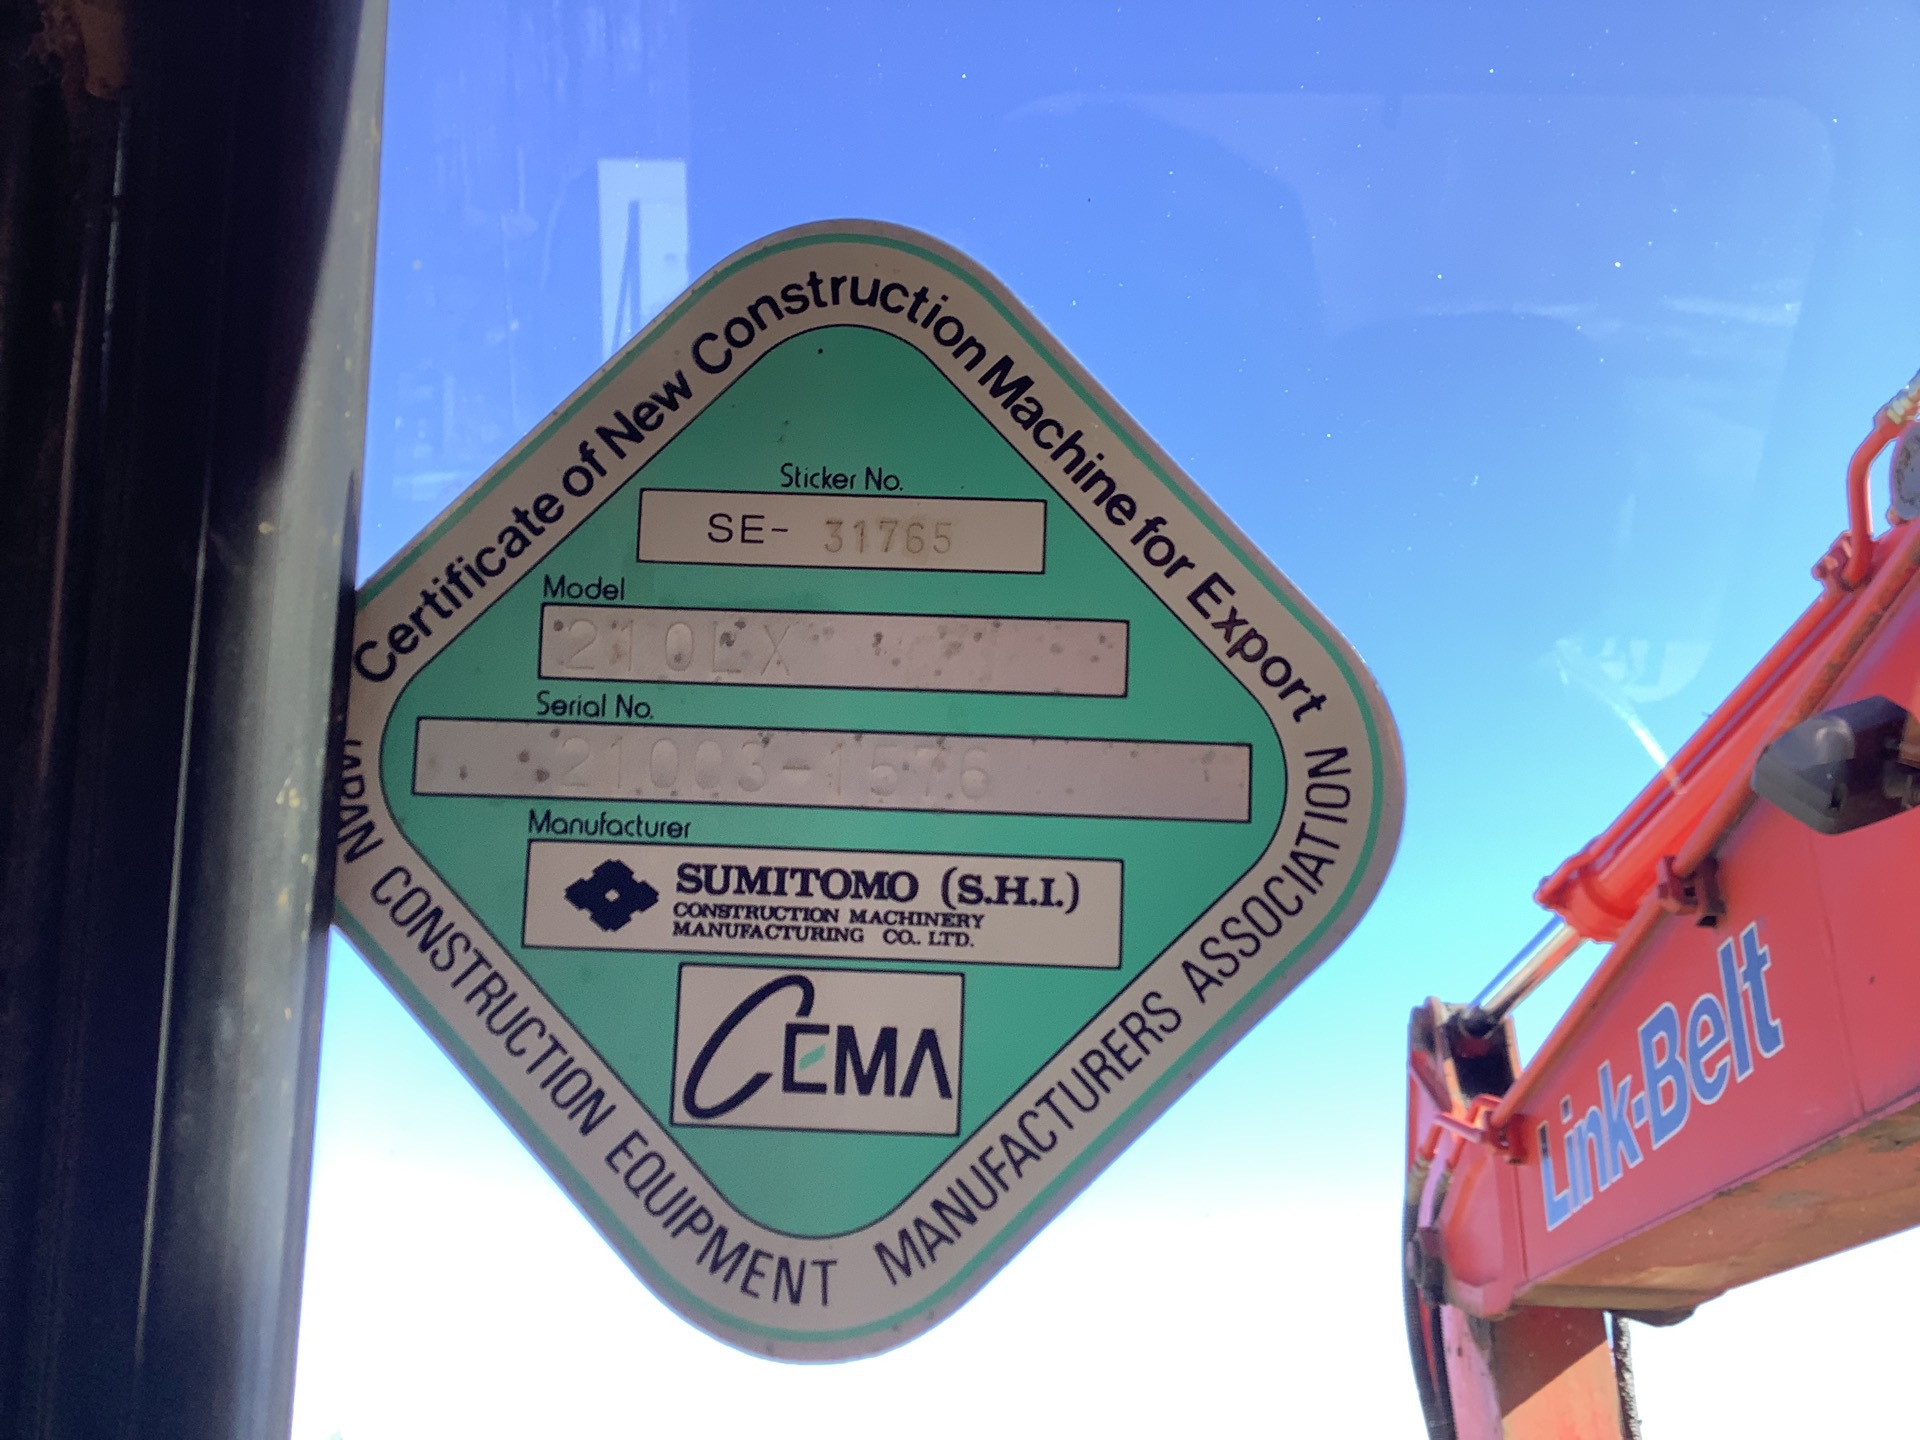 Certificate of New Construction Machine for Export
Sticker No.
SE- 31765
Model
210LX
Serial No.
21003-1576
Manufacturer
SUMITOMO (S.H.I.)
CONSTRUCTION MACHINERY
MANUFACTURING CO., LTD.
CEMA
JAPAN CONSTRUCTION EQUIPMENT MANUFACTURERS ASSOCIATION
Link-Belt